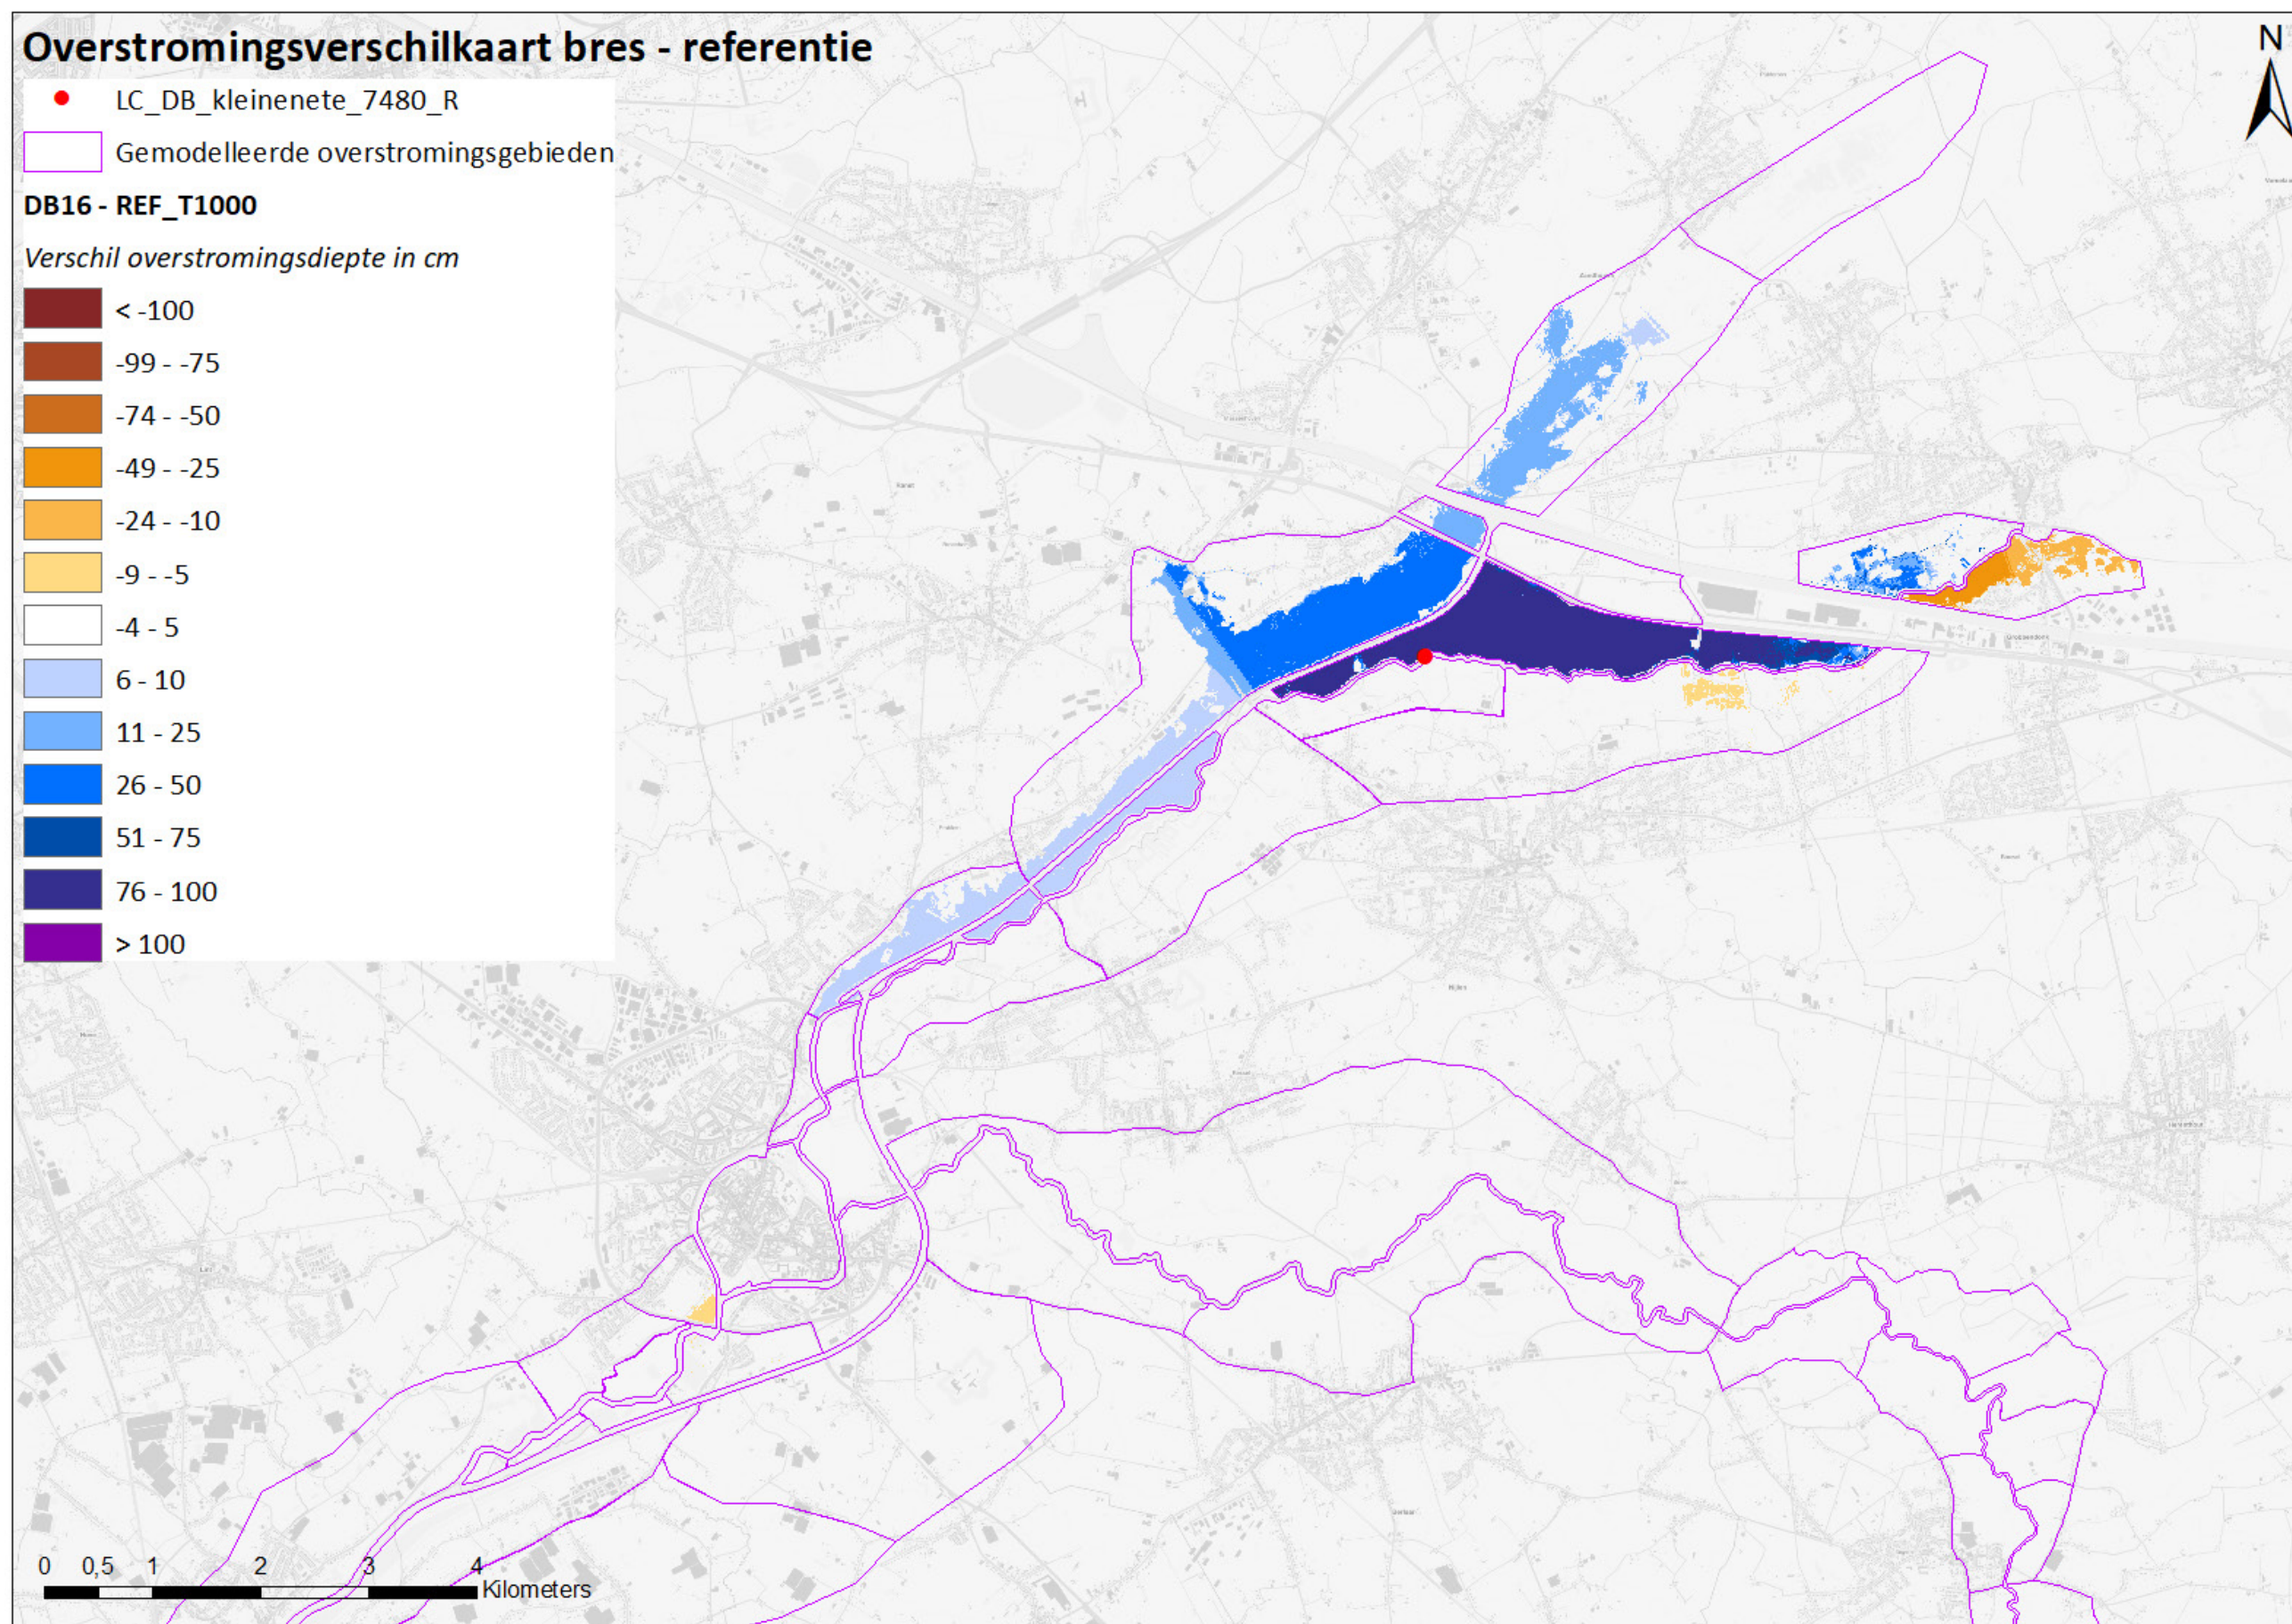 Overstromingsverschilkaart bres - referentie
N
LC_DB_kleinenete_7480_R
Gemodelleerde overstromingsgebieden
DB16 - REF_T1000
Verschil overstromingsdiepte in cm
< -100
-99 - -75
-74 - -50
-49 - -25
-24 - -10
-9 - -5
-4 - 5
6 - 10
11 - 25
26 - 50
51 - 75
76 - 100
> 100
Grobbendonk
0 0,5 1 2 3 4
Kilometers